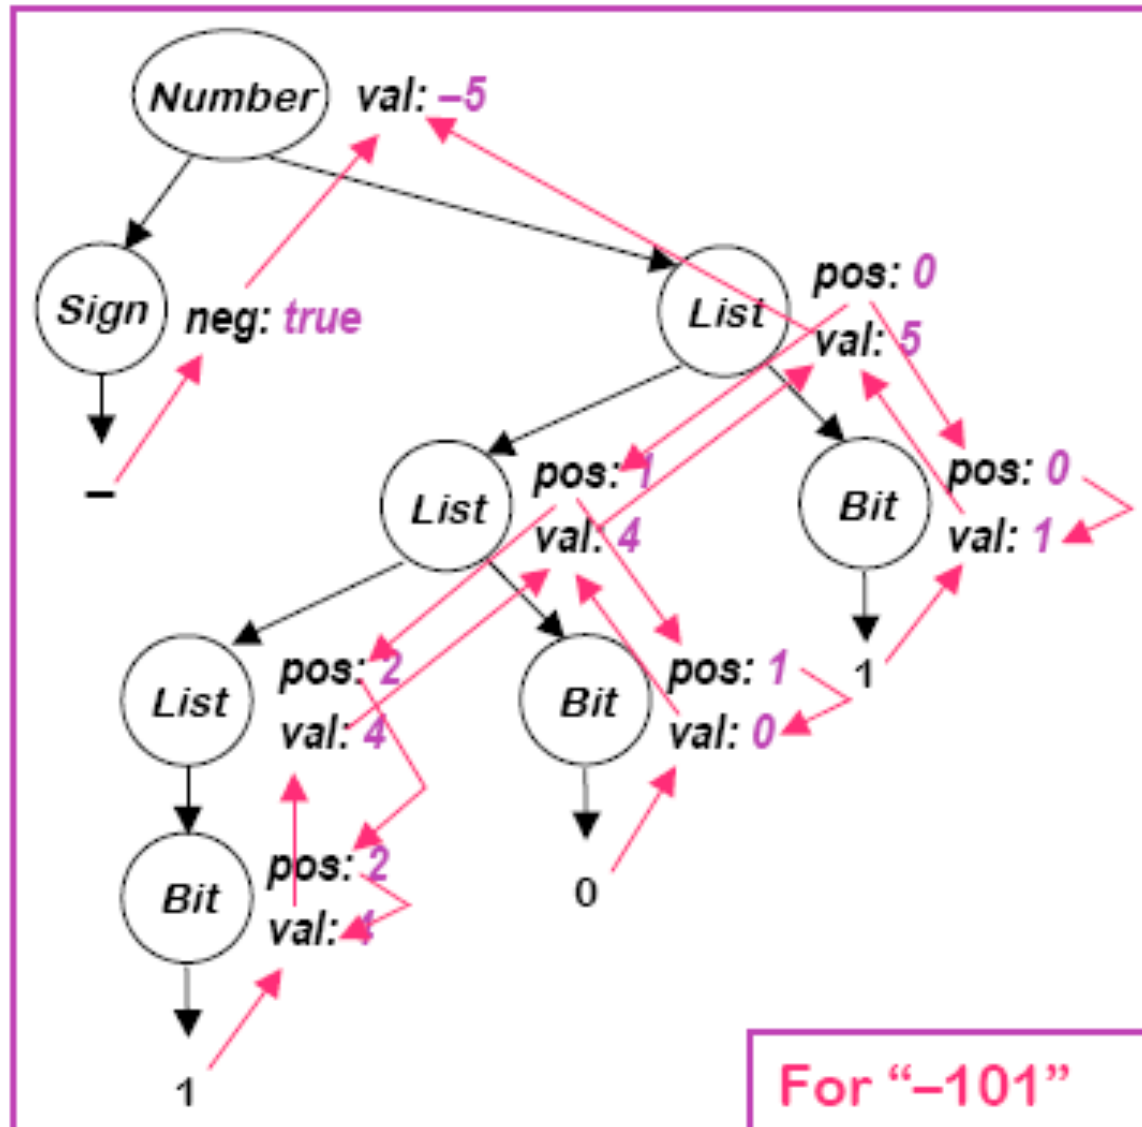 Number val: –5
Sign neg: true
List pos: 0
val: 5
–
List pos: 1
val: 4
Bit pos: 0
val: 1
List pos: 2
val: 4
Bit pos: 1
val: 0
1
Bit pos: 2
val: 4
0
1
For “–101”